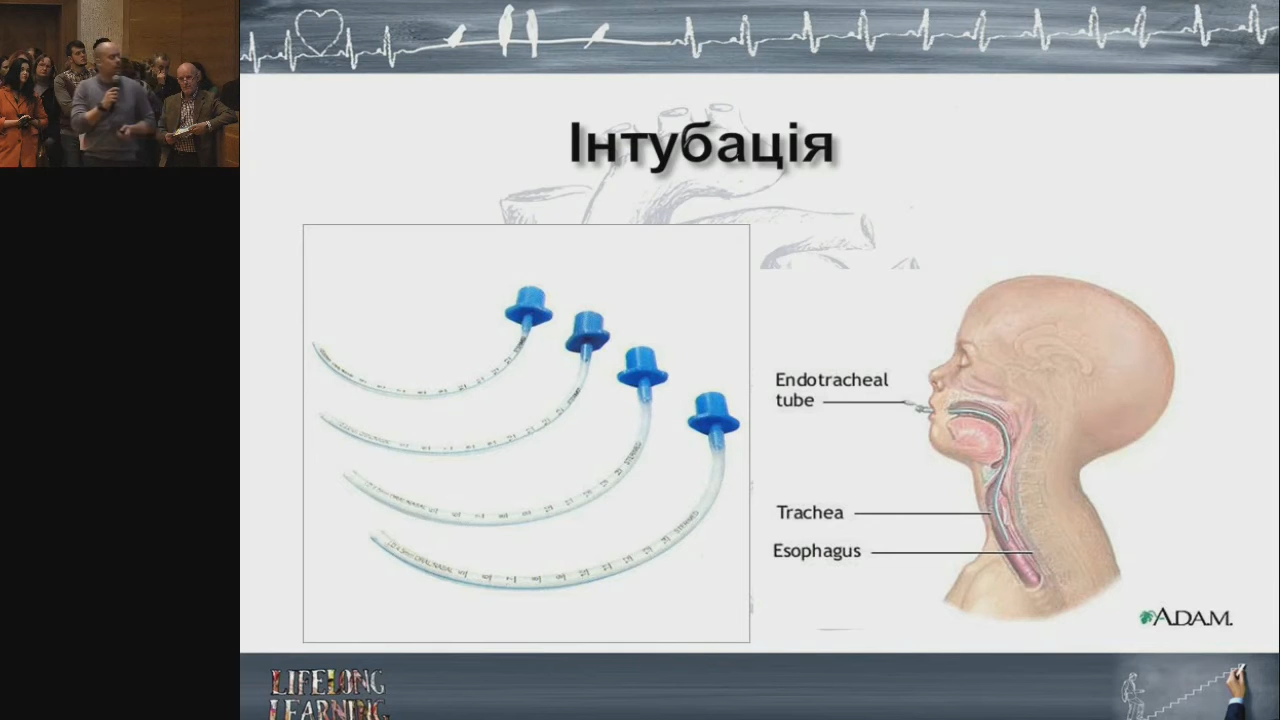 Інтубація
Endotracheal
tube
Trachea
Esophagus
A.D.A.M.
LIFELONG
LEARNING